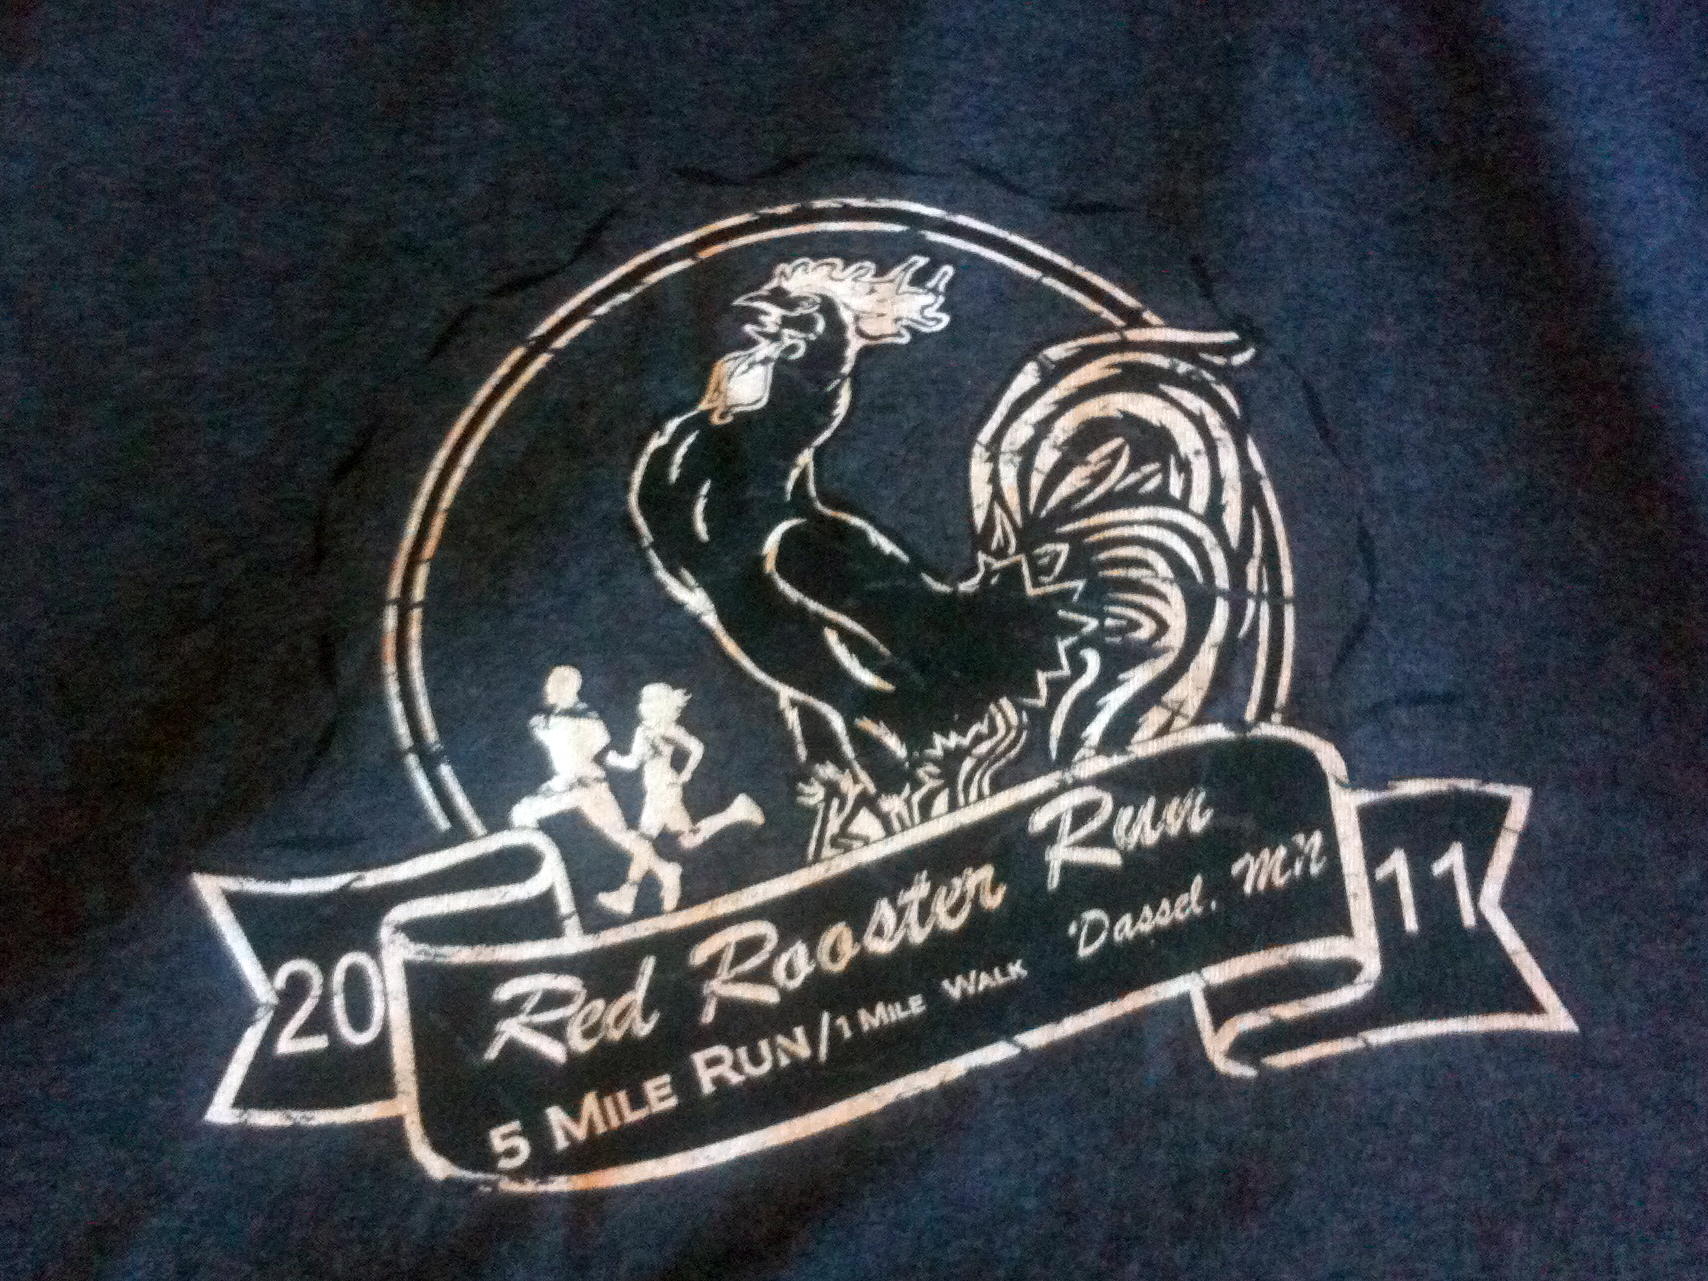 20
Red Rooster Run
5 MILE RUN/1 MILE WALK
Dassel, MN
11